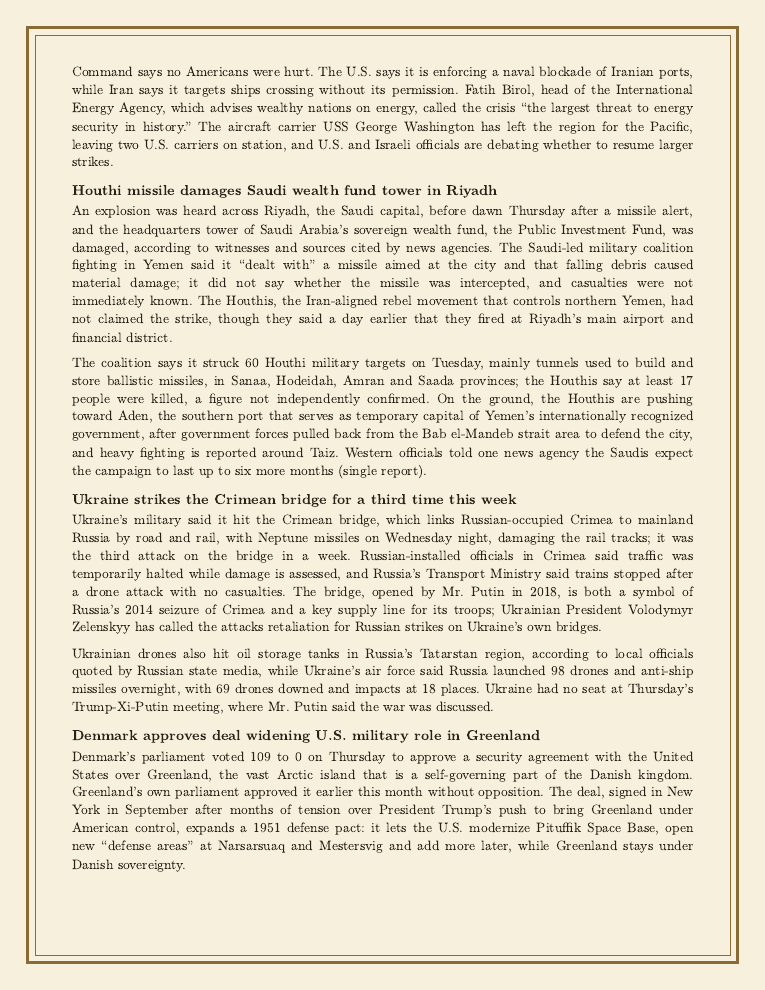 Command says no Americans were hurt. The U.S. says it is enforcing a naval blockade of Iranian ports,
while Iran says it targets ships crossing without its permission. Fatih Birol, head of the International
Energy Agency, which advises wealthy nations on energy, called the crisis “the largest threat to energy
security in history.” The aircraft carrier USS George Washington has left the region for the Pacific,
leaving two U.S. carriers on station, and U.S. and Israeli officials are debating whether to resume larger
strikes.
Houthi missile damages Saudi wealth fund tower in Riyadh
An explosion was heard across Riyadh, the Saudi capital, before dawn Thursday after a missile alert,
and the headquarters tower of Saudi Arabia’s sovereign wealth fund, the Public Investment Fund, was
damaged, according to witnesses and sources cited by news agencies. The Saudi-led military coalition
fighting in Yemen said it “dealt with” a missile aimed at the city and that falling debris caused
material damage; it did not say whether the missile was intercepted, and casualties were not
immediately known. The Houthis, the Iran-aligned rebel movement that controls northern Yemen, had
not claimed the strike, though they said a day earlier that they fired at Riyadh’s main airport and
financial district.
The coalition says it struck 60 Houthi military targets on Tuesday, mainly tunnels used to build and
store ballistic missiles, in Sanaa, Hodeidah, Amran and Saada provinces; the Houthis say at least 17
people were killed, a figure not independently confirmed. On the ground, the Houthis are pushing
toward Aden, the southern port that serves as temporary capital of Yemen’s internationally recognized
government, after government forces pulled back from the Bab el-Mandeb strait area to defend the city,
and heavy fighting is reported around Taiz. Western officials told one news agency the Saudis expect
the campaign to last up to six more months (single report).
Ukraine strikes the Crimean bridge for a third time this week
Ukraine’s military said it hit the Crimean bridge, which links Russian-occupied Crimea to mainland
Russia by road and rail, with Neptune missiles on Wednesday night, damaging the rail tracks; it was
the third attack on the bridge in a week. Russian-installed officials in Crimea said traffic was
temporarily halted while damage is assessed, and Russia’s Transport Ministry said trains stopped after
a drone attack with no casualties. The bridge, opened by Mr. Putin in 2018, is both a symbol of
Russia’s 2014 seizure of Crimea and a key supply line for its troops; Ukrainian President Volodymyr
Zelenskyy has called the attacks retaliation for Russian strikes on Ukraine’s own bridges.
Ukrainian drones also hit oil storage tanks in Russia’s Tatarstan region, according to local officials
quoted by Russian state media, while Ukraine’s air force said Russia launched 98 drones and anti-ship
missiles overnight, with 69 drones downed and impacts at 18 places. Ukraine had no seat at Thursday’s
Trump-Xi-Putin meeting, where Mr. Putin said the war was discussed.
Denmark approves deal widening U.S. military role in Greenland
Denmark’s parliament voted 109 to 0 on Thursday to approve a security agreement with the United
States over Greenland, the vast Arctic island that is a self-governing part of the Danish kingdom.
Greenland’s own parliament approved it earlier this month without opposition. The deal, signed in New
York in September after months of tension over President Trump’s push to bring Greenland under
American control, expands a 1951 defense pact: it lets the U.S. modernize Pituffik Space Base, open
new “defense areas” at Narsarsuaq and Mestersvig and add more later, while Greenland stays under
Danish sovereignty.